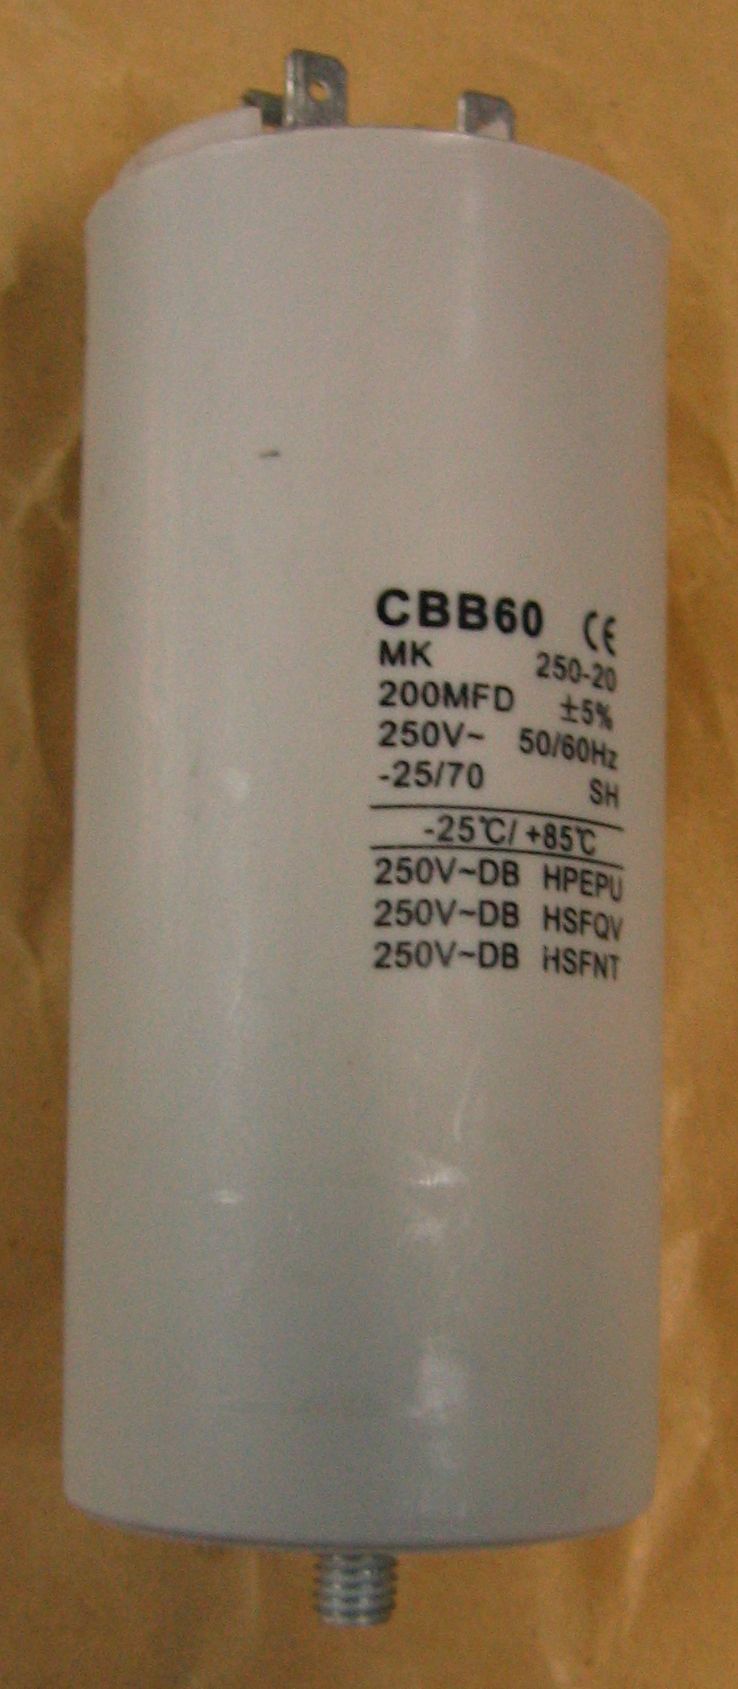 CBB60 CE
MK 250-20
200MFD ±5%
250V~ 50/60Hz
-25/70 SH
-25℃/ +85℃
250V~DB HPEPU
250V~DB HSFQV
250V~DB HSFNT